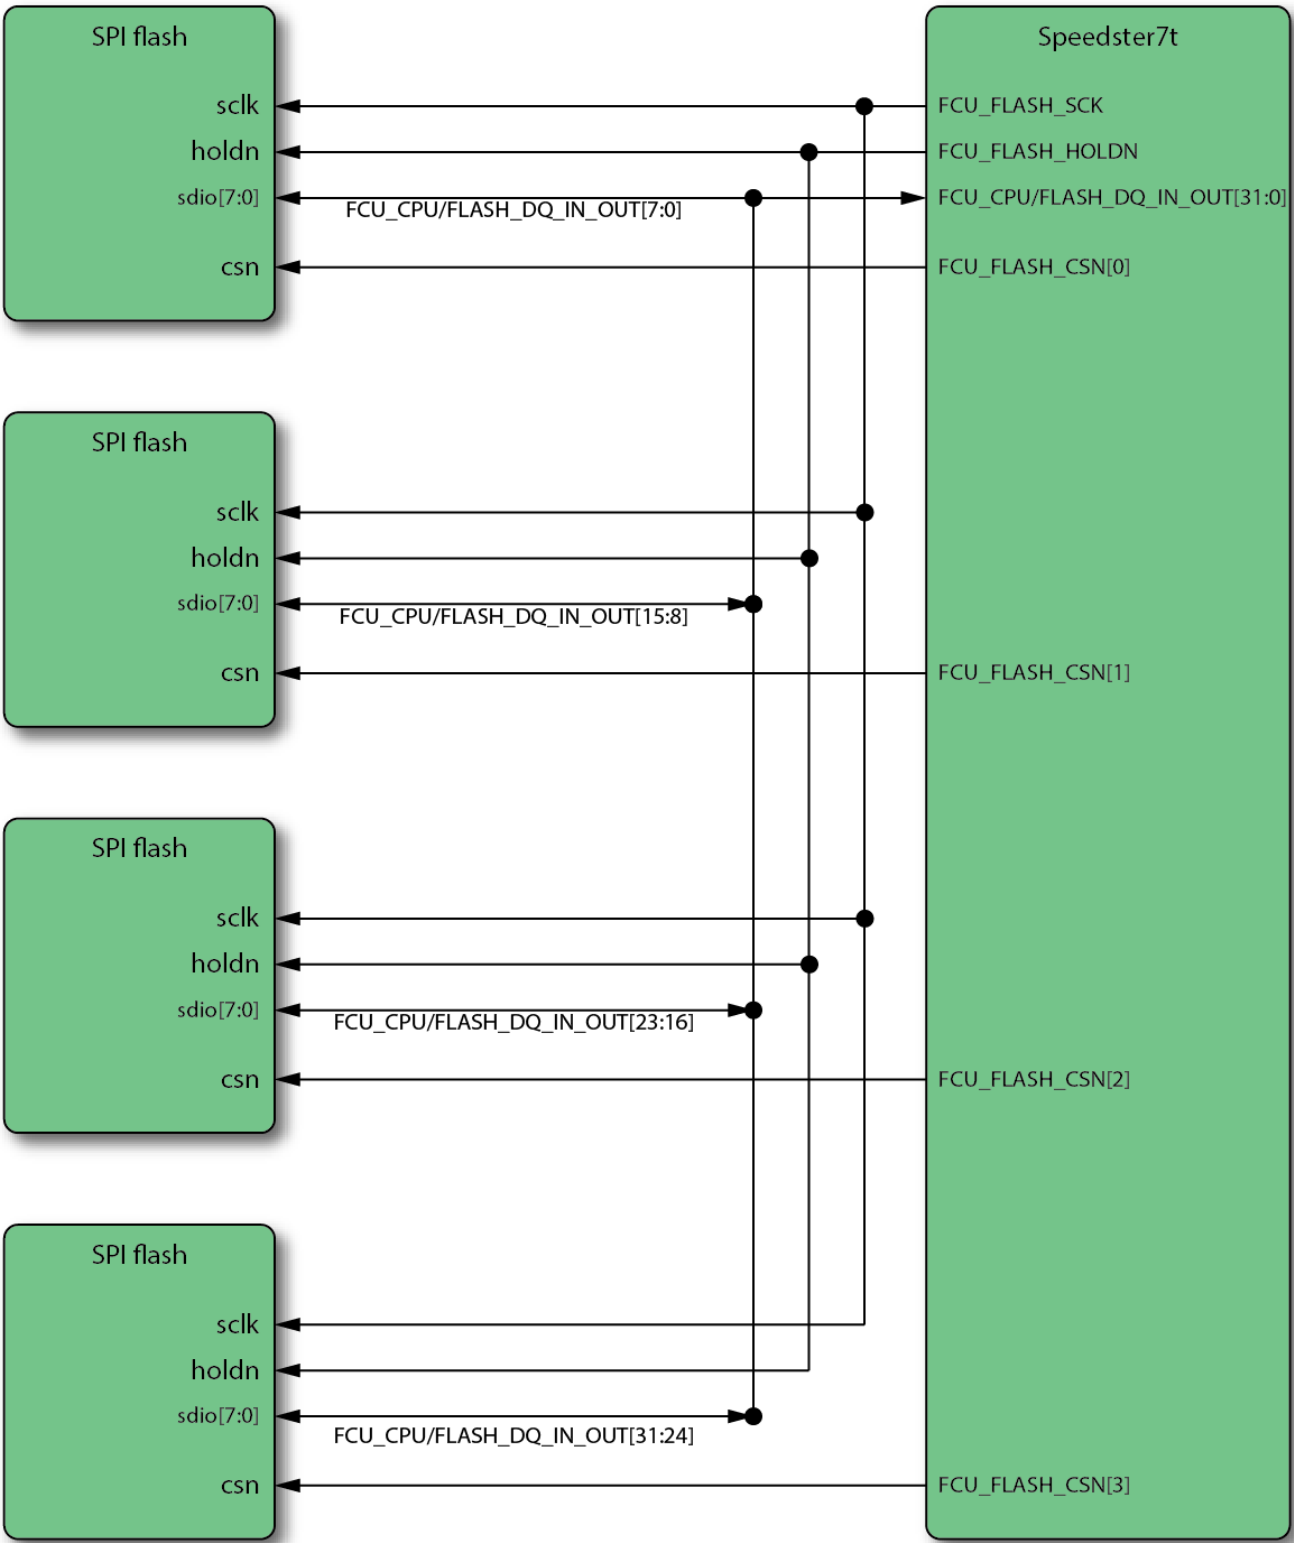 SPI flash
sclk
holdn
sdio[7:0]
csn
FCU_CPU/FLASH_DQ_IN_OUT[7:0]
Speedster7t
FCU_FLASH_SCK
FCU_FLASH_HOLDN
FCU_CPU/FLASH_DQ_IN_OUT[31:0]
FCU_FLASH_CSN[0]
SPI flash
sclk
holdn
sdio[7:0]
csn
FCU_CPU/FLASH_DQ_IN_OUT[15:8]
FCU_FLASH_CSN[1]
SPI flash
sclk
holdn
sdio[7:0]
csn
FCU_CPU/FLASH_DQ_IN_OUT[23:16]
FCU_FLASH_CSN[2]
SPI flash
sclk
holdn
sdio[7:0]
csn
FCU_CPU/FLASH_DQ_IN_OUT[31:24]
FCU_FLASH_CSN[3]